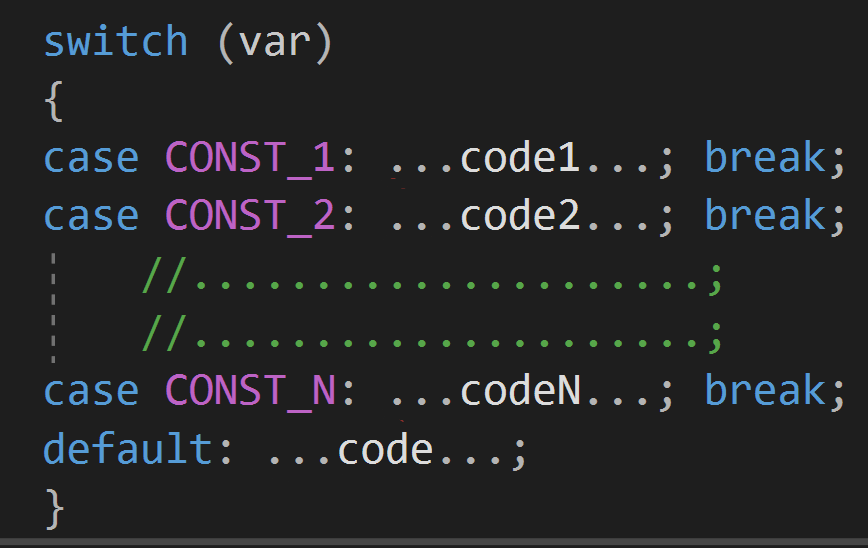 switch (var)
{
case CONST_1: ...code1...; break;
case CONST_2: ...code2...; break;
//.....................;
//.....................;
case CONST_N: ...codeN...; break;
default: ...code...;
}